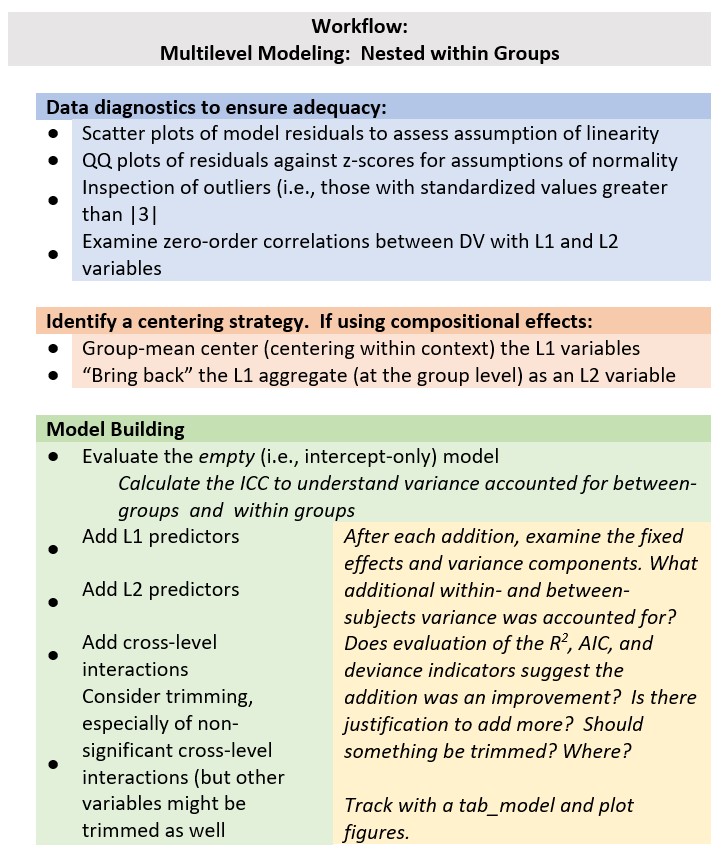 Workflow:
Multilevel Modeling:  Nested within Groups
Data diagnostics to ensure adequacy:
● Scatter plots of model residuals to assess assumption of linearity
● QQ plots of residuals against z-scores for assumptions of normality
● Inspection of outliers (i.e., those with standardized values greater
than |3|
● Examine zero-order correlations between DV with L1 and L2
variables
Identify a centering strategy.  If using compositional effects:
● Group-mean center (centering within context) the L1 variables
● “Bring back” the L1 aggregate (at the group level) as an L2 variable
Model Building
● Evaluate the empty (i.e., intercept-only) model
Calculate the ICC to understand variance accounted for between-
groups  and  within groups
● Add L1 predictors
● Add L2 predictors
● Add cross-level
interactions
● Consider trimming,
especially of non-
significant cross-level
interactions (but other
variables might be
trimmed as well
After each addition, examine the fixed
effects and variance components. What
additional within- and between-
subjects variance was accounted for?
Does evaluation of the R², AIC, and
deviance indicators suggest the
addition was an improvement?  Is there
justification to add more?  Should
something be trimmed? Where?
Track with a tab_model and plot
figures.